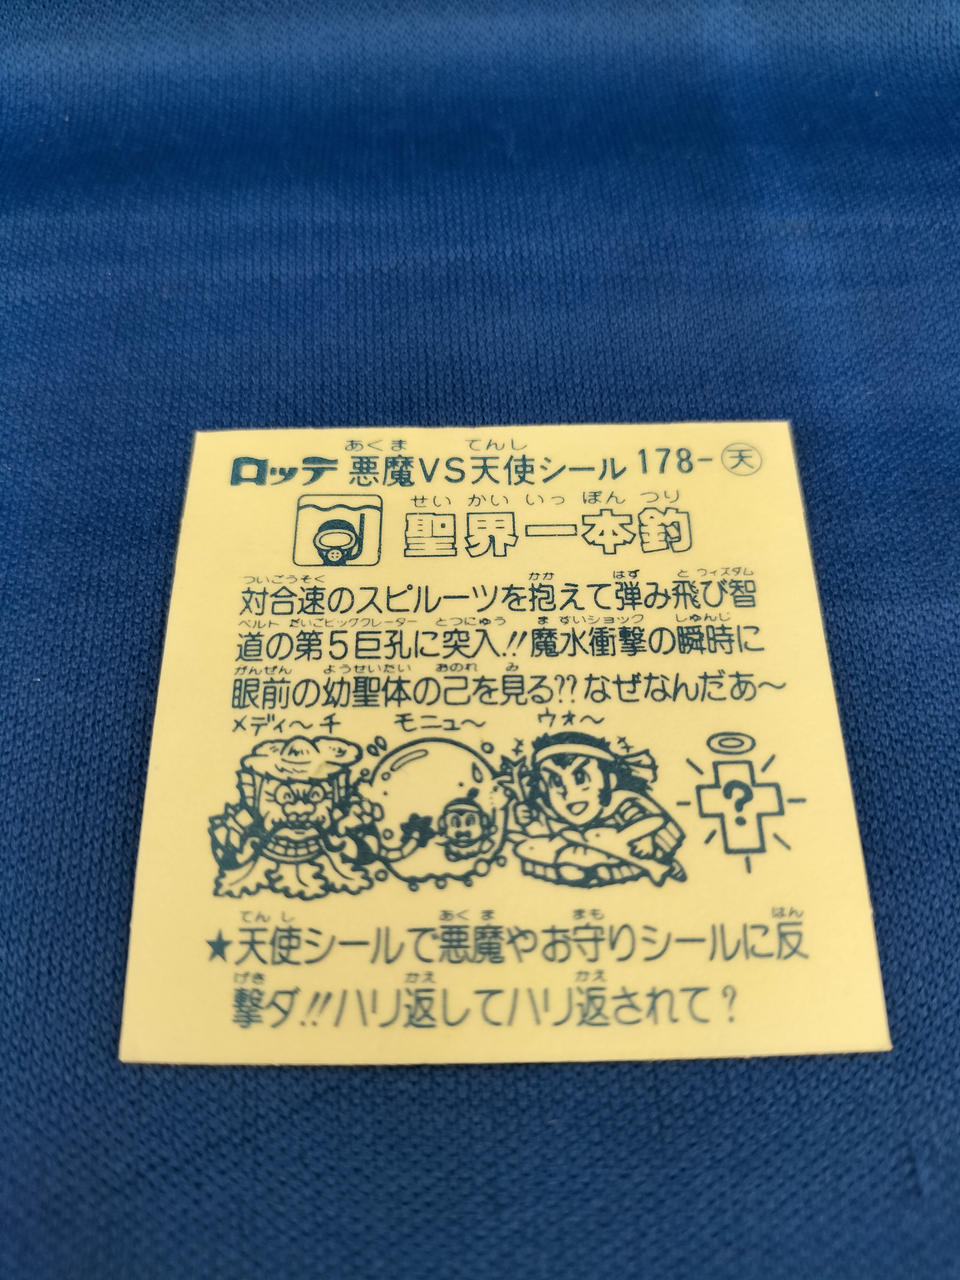 あくま てんし
ロッテ 悪魔VS天使シール 178-天
せい かい いっ ぽん つり
聖界一本釣
ついごうそく かか はず と ウィズダム
対合速のスピルーツを抱えて弾み飛び智
ベルト だいごビッグクレーター とつにゅう ま すいショック しゅんじ
道の第5巨孔に突入!!魔水衝撃の瞬時に
がんぜん ようせいたい おのれ み
眼前の幼聖体の己を見る??なぜなんだあ〜
メディ〜チ モニュ〜 ウォ〜
?
てんし あくま まも はん
★天使シールで悪魔やお守りシールに反
げき かえ かえ
撃ダ!!ハリ返してハリ返されて?